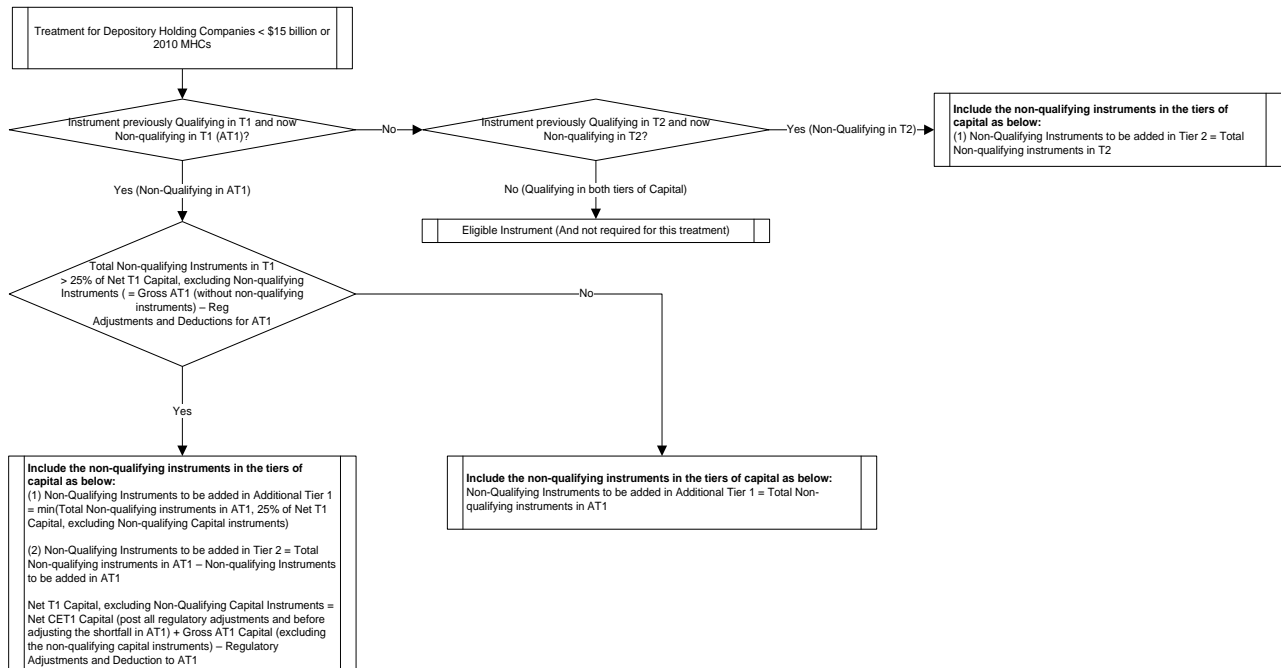 Treatment for Depository Holding Companies < $15 billion or
2010 MHCs
Instrument previously Qualifying in T1 and now
Non-qualifying in T1 (AT1)?
No
Instrument previously Qualifying in T2 and now
Non-qualifying in T2?
Yes (Non-Qualifying in T2)
Include the non-qualifying instruments in the tiers of
capital as below:
(1) Non-Qualifying Instruments to be added in Tier 2 = Total
Non-qualifying instruments in T2
Yes (Non-Qualifying in AT1)
No (Qualifying in both tiers of Capital)
Eligible Instrument (And not required for this treatment)
Total Non-qualifying Instruments in T1
> 25% of Net T1 Capital, excluding Non-qualifying
Instruments ( = Gross AT1 (without non-qualifying
instruments) – Reg
Adjustments and Deductions for AT1
No
Yes
Include the non-qualifying instruments in the tiers of
capital as below:
(1) Non-Qualifying Instruments to be added in Additional Tier 1
= min(Total Non-qualifying instruments in AT1, 25% of Net T1
Capital, excluding Non-qualifying Capital instruments)
(2) Non-Qualifying Instruments to be added in Tier 2 = Total
Non-qualifying instruments in AT1 – Non-qualifying Instruments
to be added in AT1
Net T1 Capital, excluding Non-Qualifying Capital Instruments =
Net CET1 Capital (post all regulatory adjustments and before
adjusting the shortfall in AT1) + Gross AT1 Capital (excluding
the non-qualifying capital instruments) – Regulatory
Adjustments and Deduction to AT1
Include the non-qualifying instruments in the tiers of capital as below:
Non-Qualifying Instruments to be added in Additional Tier 1 = Total Non-
qualifying instruments in AT1